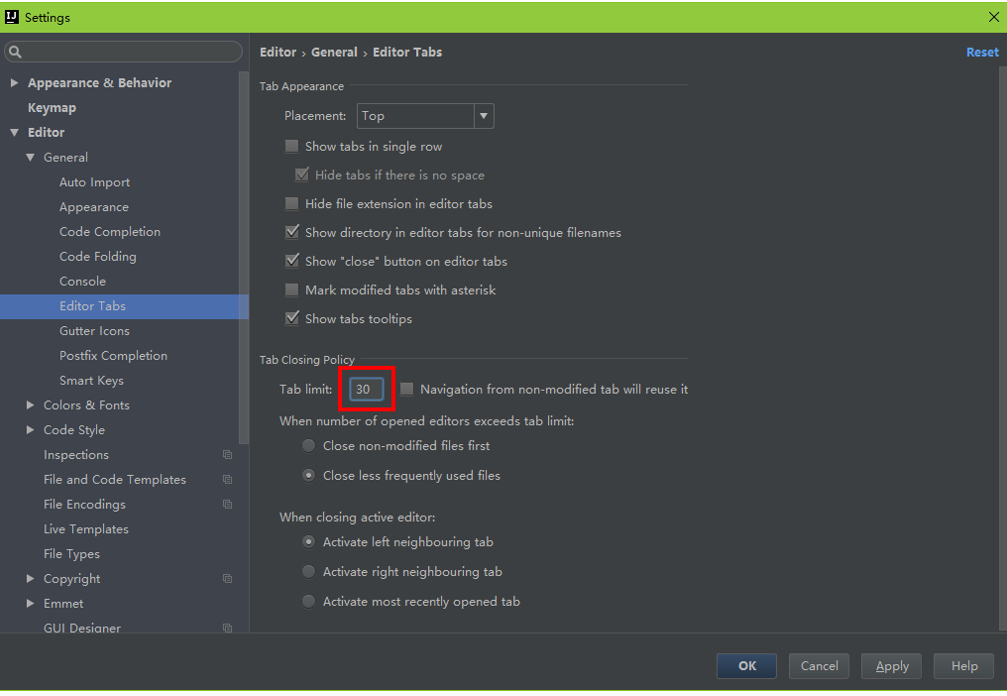 IJ Settings
Editor › General › Editor Tabs
Reset
Appearance & Behavior
Keymap
Editor
General
Auto Import
Appearance
Code Completion
Code Folding
Console
Editor Tabs
Gutter Icons
Postfix Completion
Smart Keys
Colors & Fonts
Code Style
Inspections
File and Code Templates
File Encodings
Live Templates
File Types
Copyright
Emmet
GUI Designer
Tab Appearance
Placement: Top
Show tabs in single row
Hide tabs if there is no space
Hide file extension in editor tabs
Show directory in editor tabs for non-unique filenames
Show "close" button on editor tabs
Mark modified tabs with asterisk
Show tabs tooltips
Tab Closing Policy
Tab limit: 30 Navigation from non-modified tab will reuse it
When number of opened editors exceeds tab limit:
Close non-modified files first
Close less frequently used files
When closing active editor:
Activate left neighbouring tab
Activate right neighbouring tab
Activate most recently opened tab
OK Cancel Apply Help